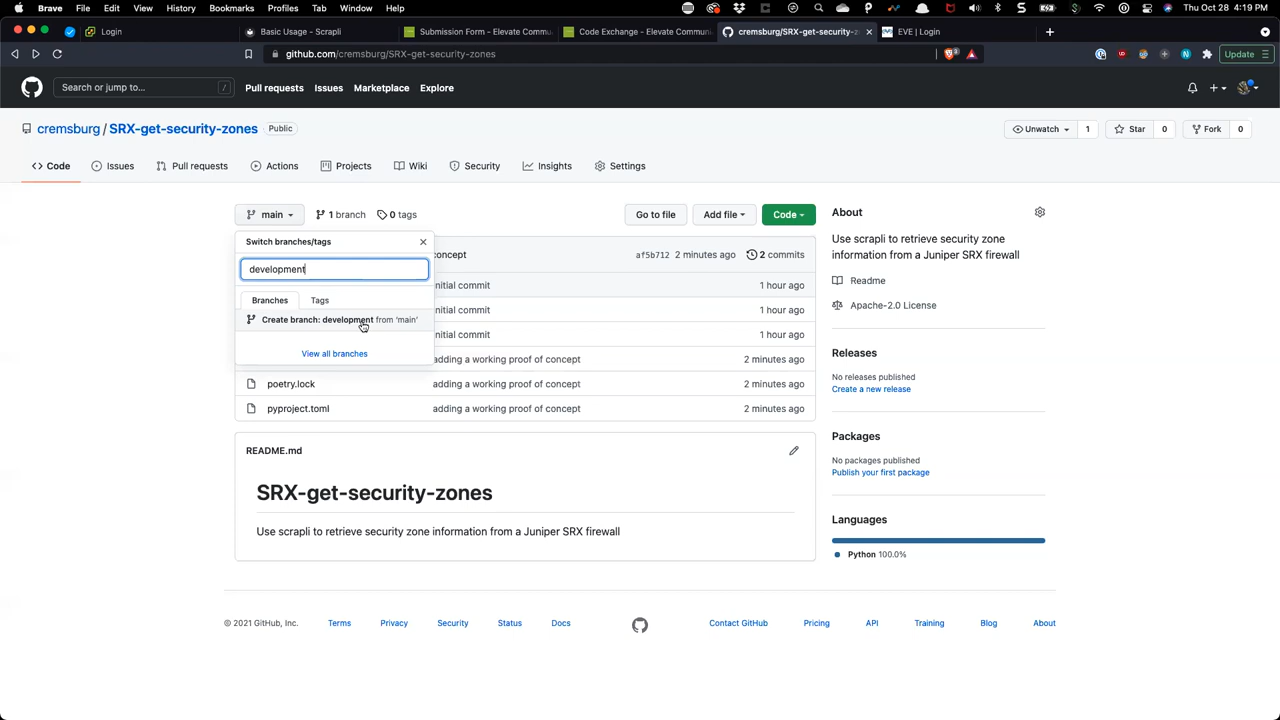 Brave File Edit View History Bookmarks Profiles Tab Window Help Thu Oct 28 4:19 PM
Login Basic Usage - Scrapli Submission Form - Elevate Commu Code Exchange - Elevate Communi cremsburg/SRX-get-security-zo EVE | Login
github.com/cremsburg/SRX-get-security-zones 3 Update
Search or jump to... / Pull requests Issues Marketplace Explore
cremsburg / SRX-get-security-zones Public Unwatch 1 Star 0 Fork 0
Code Issues Pull requests Actions Projects Wiki Security Insights Settings
main 1 branch 0 tags Go to file Add file Code
Switch branches/tags
development
Branches Tags
Create branch: development from 'main'
View all branches
oncept af5b712 2 minutes ago 2 commits
nitial commit 1 hour ago
nitial commit 1 hour ago
nitial commit 1 hour ago
adding a working proof of concept 2 minutes ago
poetry.lock adding a working proof of concept 2 minutes ago
pyproject.toml adding a working proof of concept 2 minutes ago
README.md
SRX-get-security-zones
Use scrapli to retrieve security zone information from a Juniper SRX firewall
About
Use scrapli to retrieve security zone
information from a Juniper SRX firewall
Readme
Apache-2.0 License
Releases
No releases published
Create a new release
Packages
No packages published
Publish your first package
Languages
Python 100.0%
© 2021 GitHub, Inc. Terms Privacy Security Status Docs Contact GitHub Pricing API Training Blog About